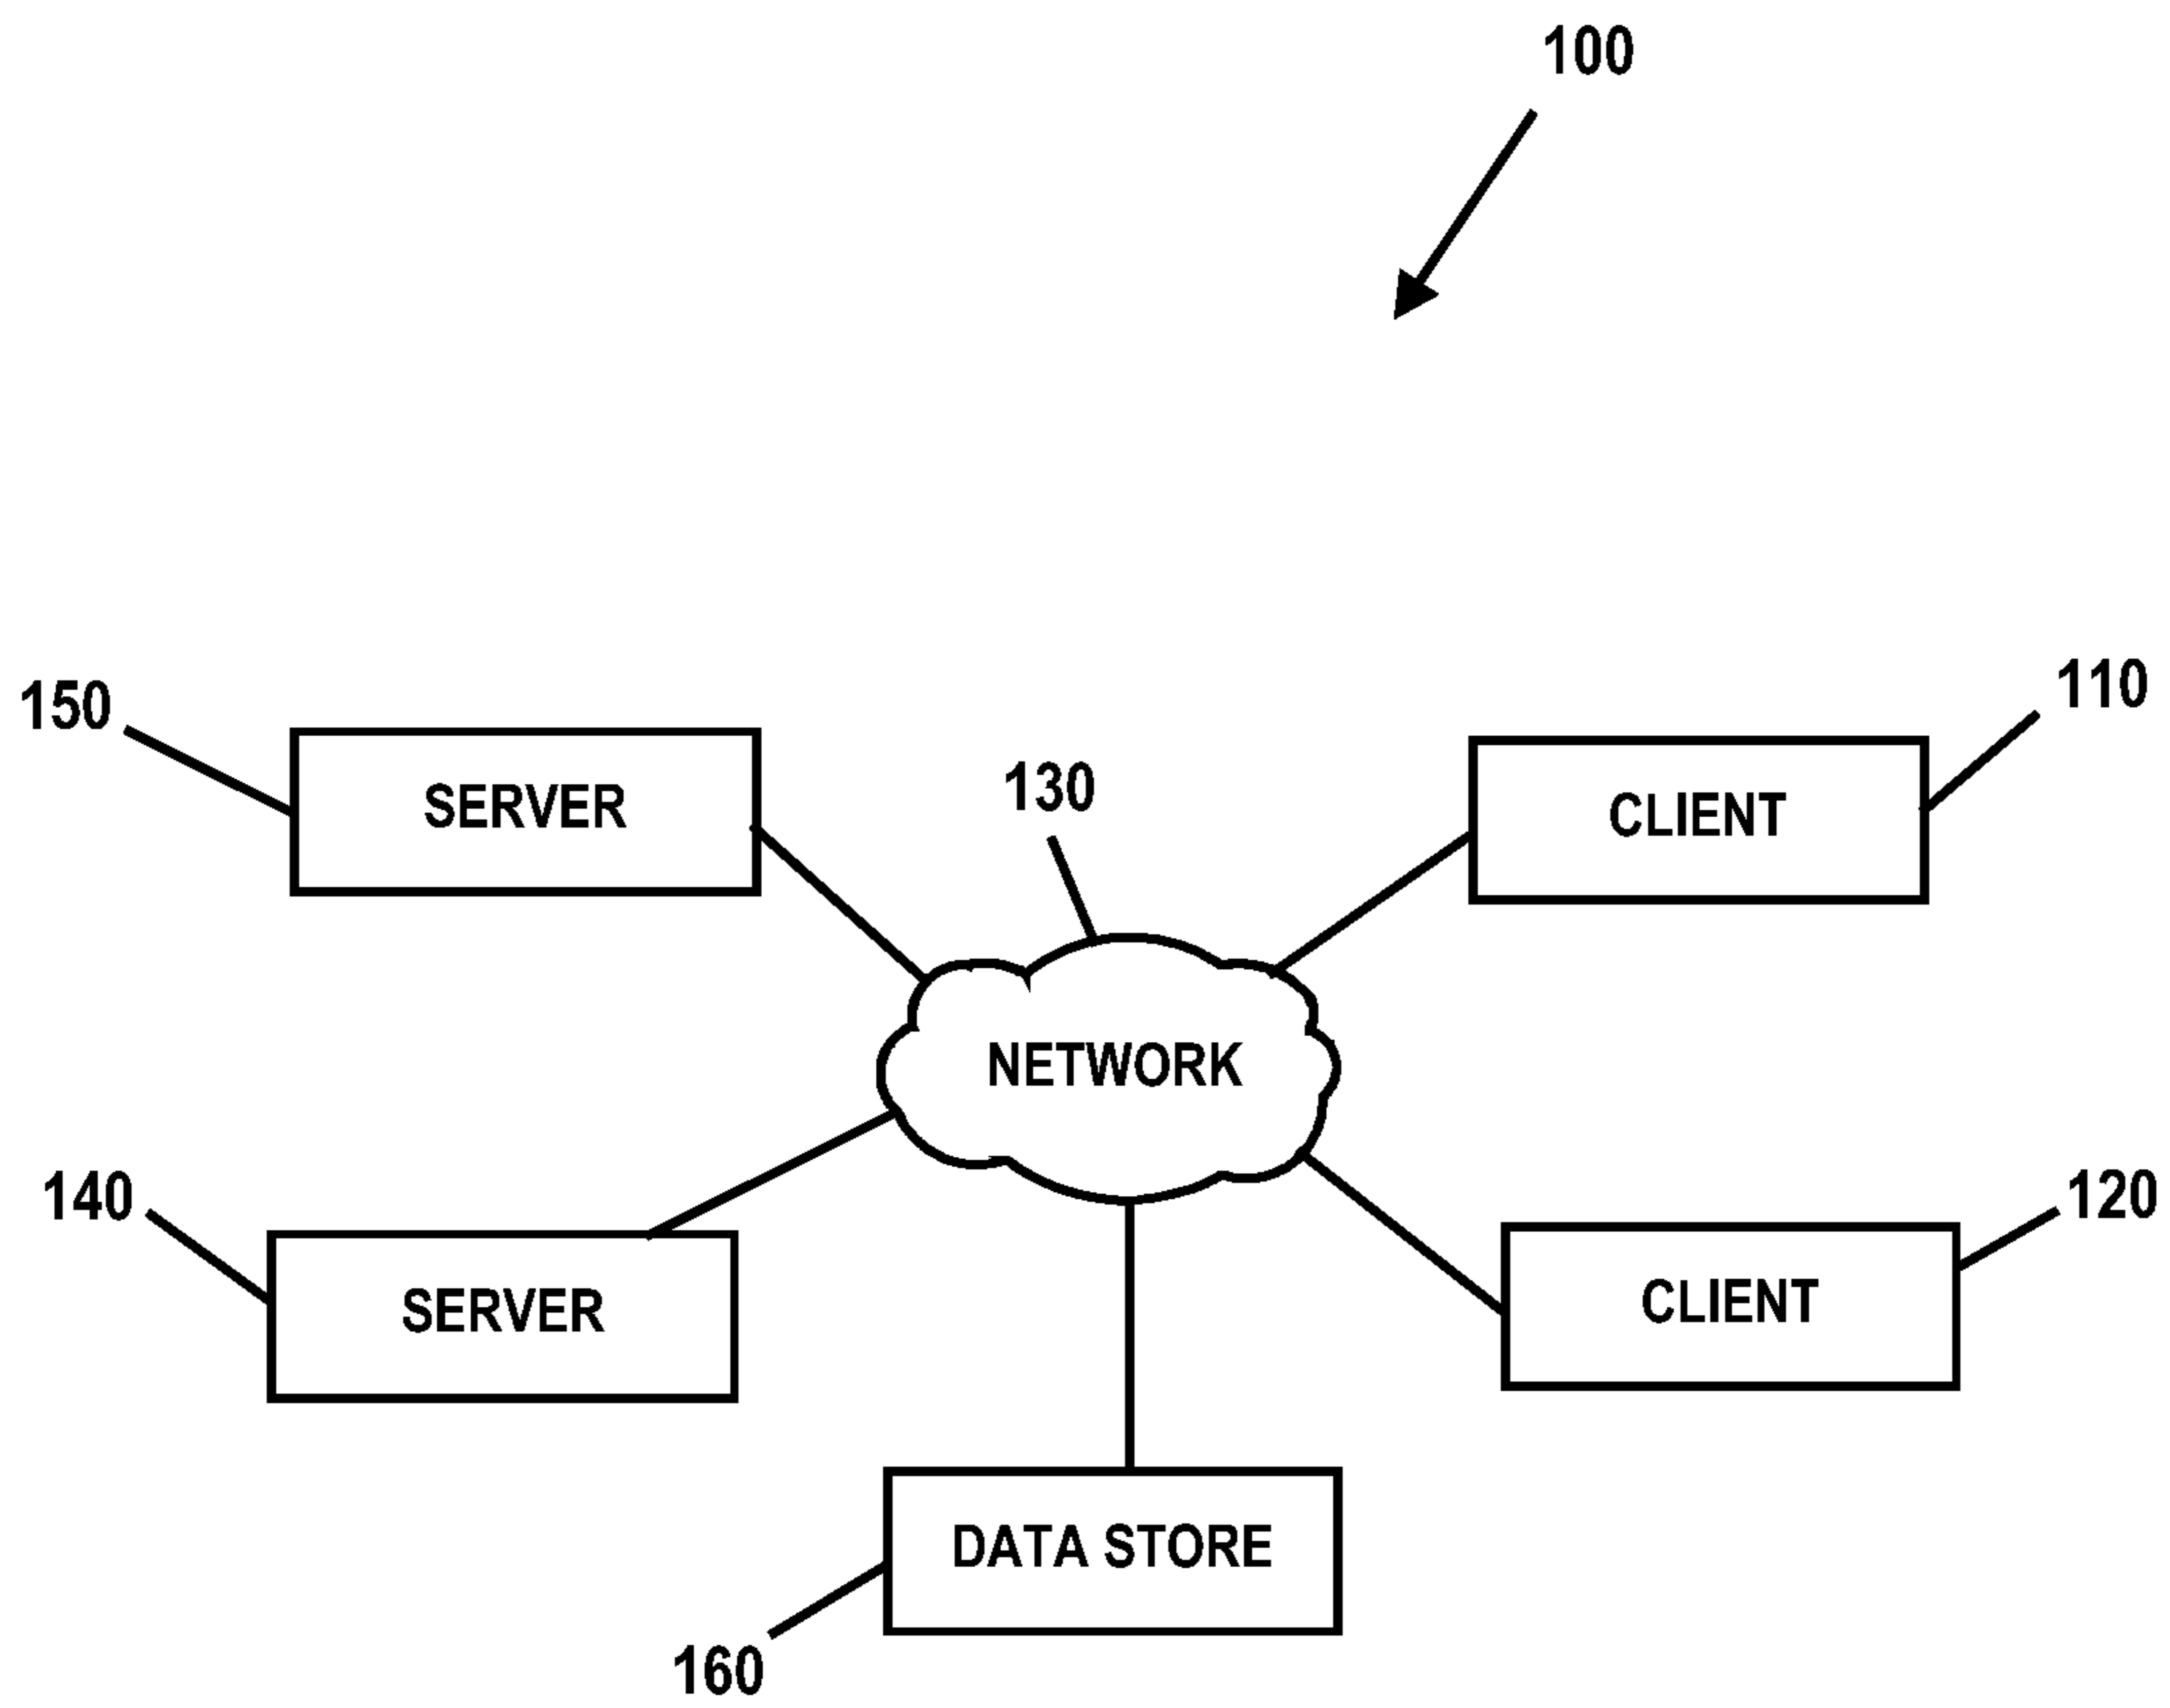 100
150
110
SERVER
130
CLIENT
NETWORK
140
120
SERVER
CLIENT
DATA STORE
160